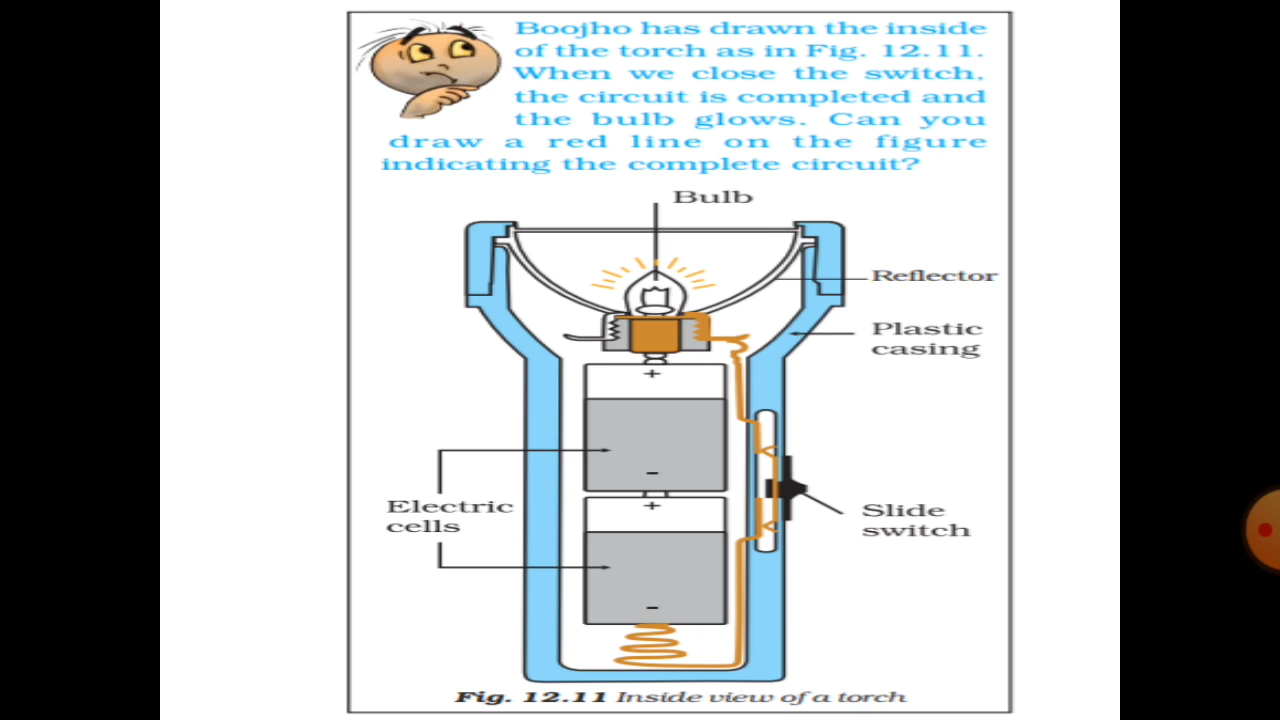 Boojho has drawn the inside
of the torch as in Fig. 12.11.
When we close the switch,
the circuit is completed and
the bulb glows. Can you
draw a red line on the figure
indicating the complete circuit?
Bulb
Reflector
Plastic
casing
+
-
+
Electric
cells
Slide
switch
-
Fig. 12.11 Inside view of a torch